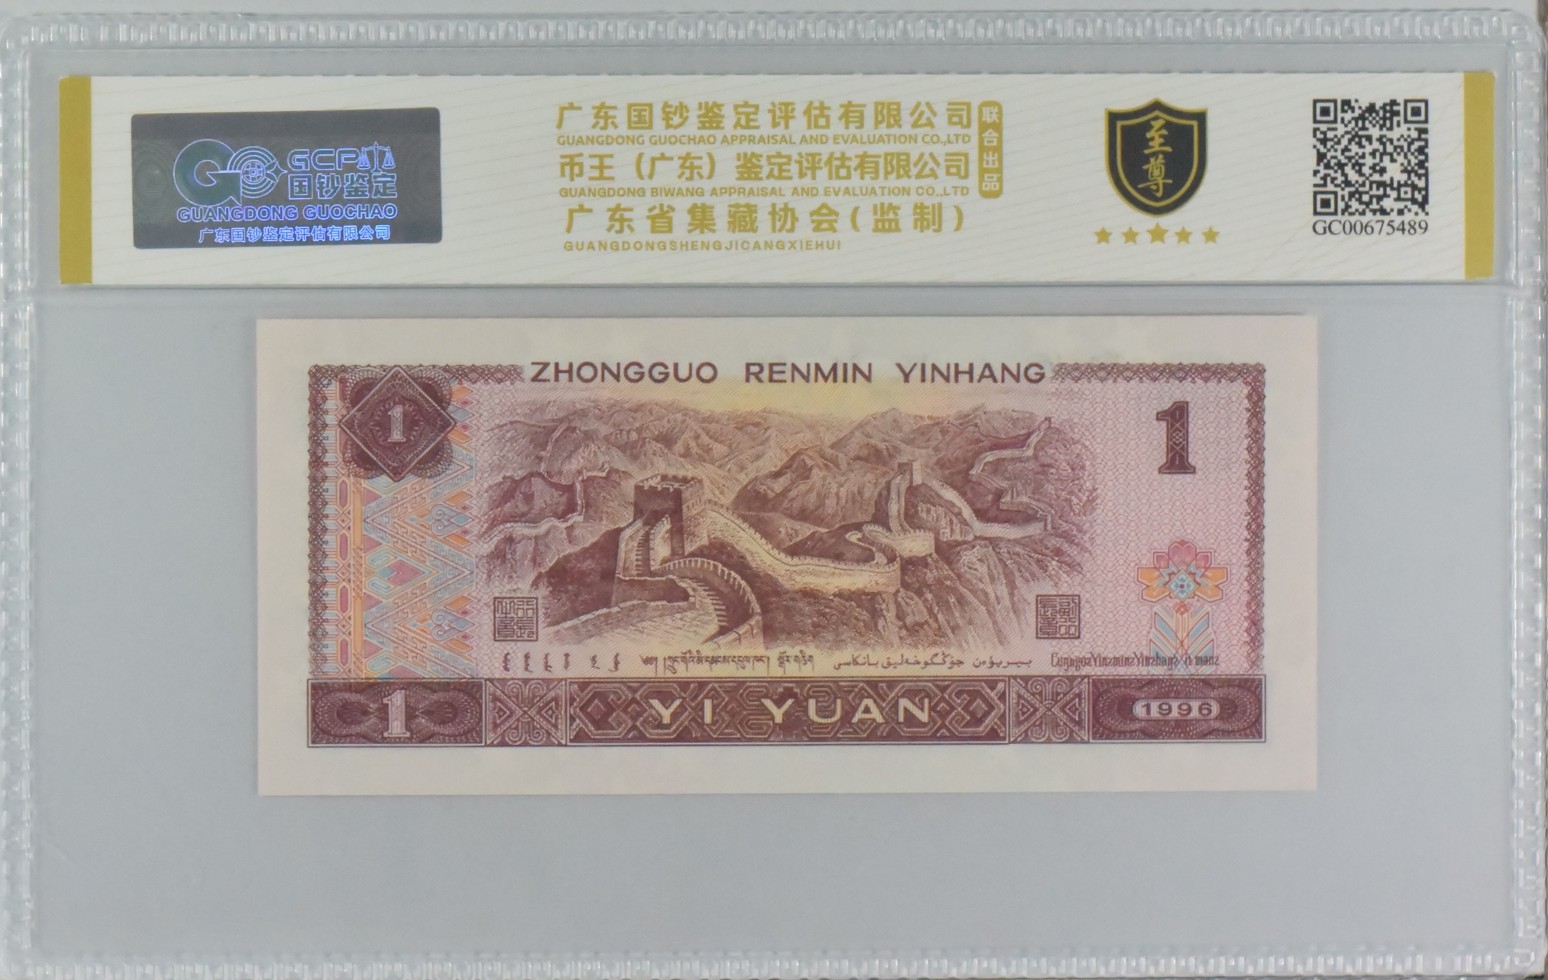 GCP
国钞鉴定
GUANGDONG GUOCHAO
广东国钞鉴定评估有限公司
广东国钞鉴定评估有限公司
GUANGDONG GUOCHAO APPRAISAL AND EVALUATION CO.,LTD
币王（广东）鉴定评估有限公司
GUANGDONG BIWANG APPRAISAL AND EVALUATION CO.,LTD
联合出品
广东省集藏协会(监制)
GUANGDONGSHENGJICANGXIEHUI
至尊
GC00675489
ZHONGGUO RENMIN YINHANG
1
1
1
YI YUAN
1996